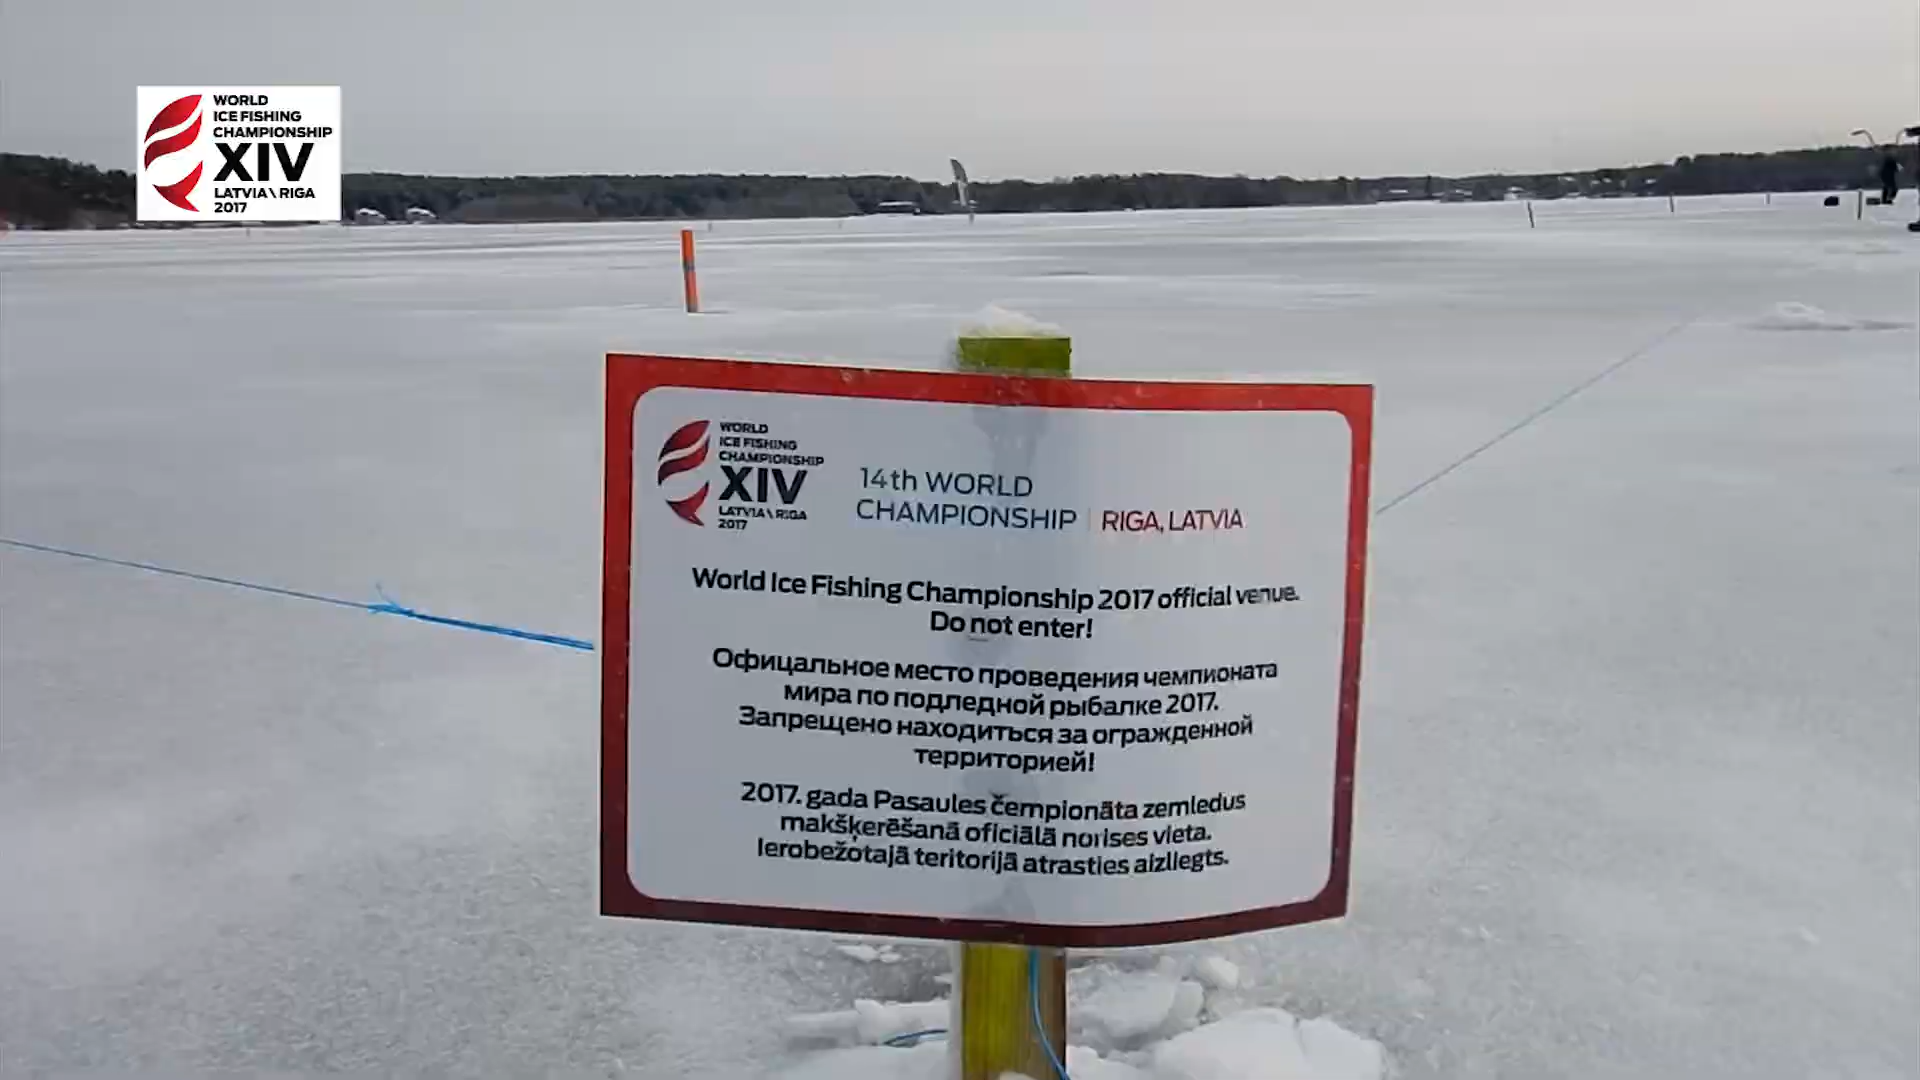 WORLD
ICE FISHING
CHAMPIONSHIP
XIV
LATVIA \ RIGA
2017
WORLD
ICE FISHING
CHAMPIONSHIP
XIV
LATVIA \ RIGA
2017
14th WORLD
CHAMPIONSHIP | RIGA, LATVIA
World Ice Fishing Championship 2017 official venue.
Do not enter!
Офицальное место проведения чемпионата
мира по подледной рыбалке 2017.
Запрещено находиться за огражденной
территорией!
2017. gada Pasaules čempionāta zemledus
makšķerēšanā oficiālā norises vieta.
Ierobežotajā teritorijā atrasties aizliegts.